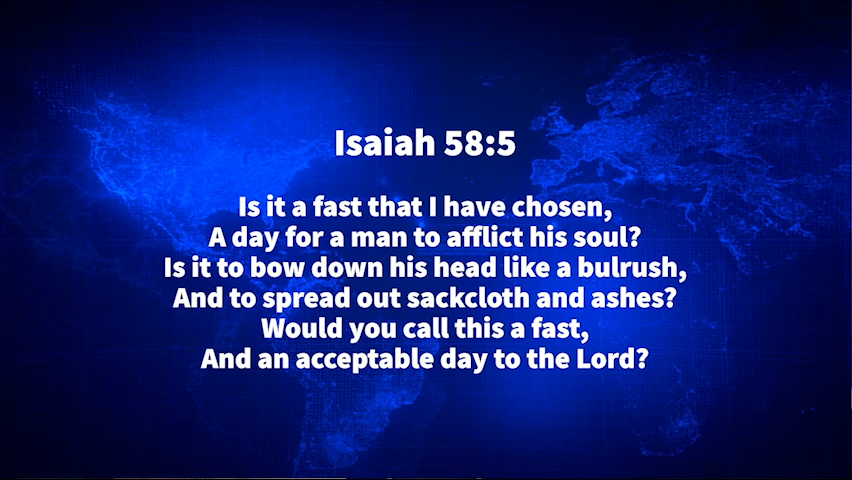 Isaiah 58:5
Is it a fast that I have chosen,
A day for a man to afflict his soul?
Is it to bow down his head like a bulrush,
And to spread out sackcloth and ashes?
Would you call this a fast,
And an acceptable day to the Lord?